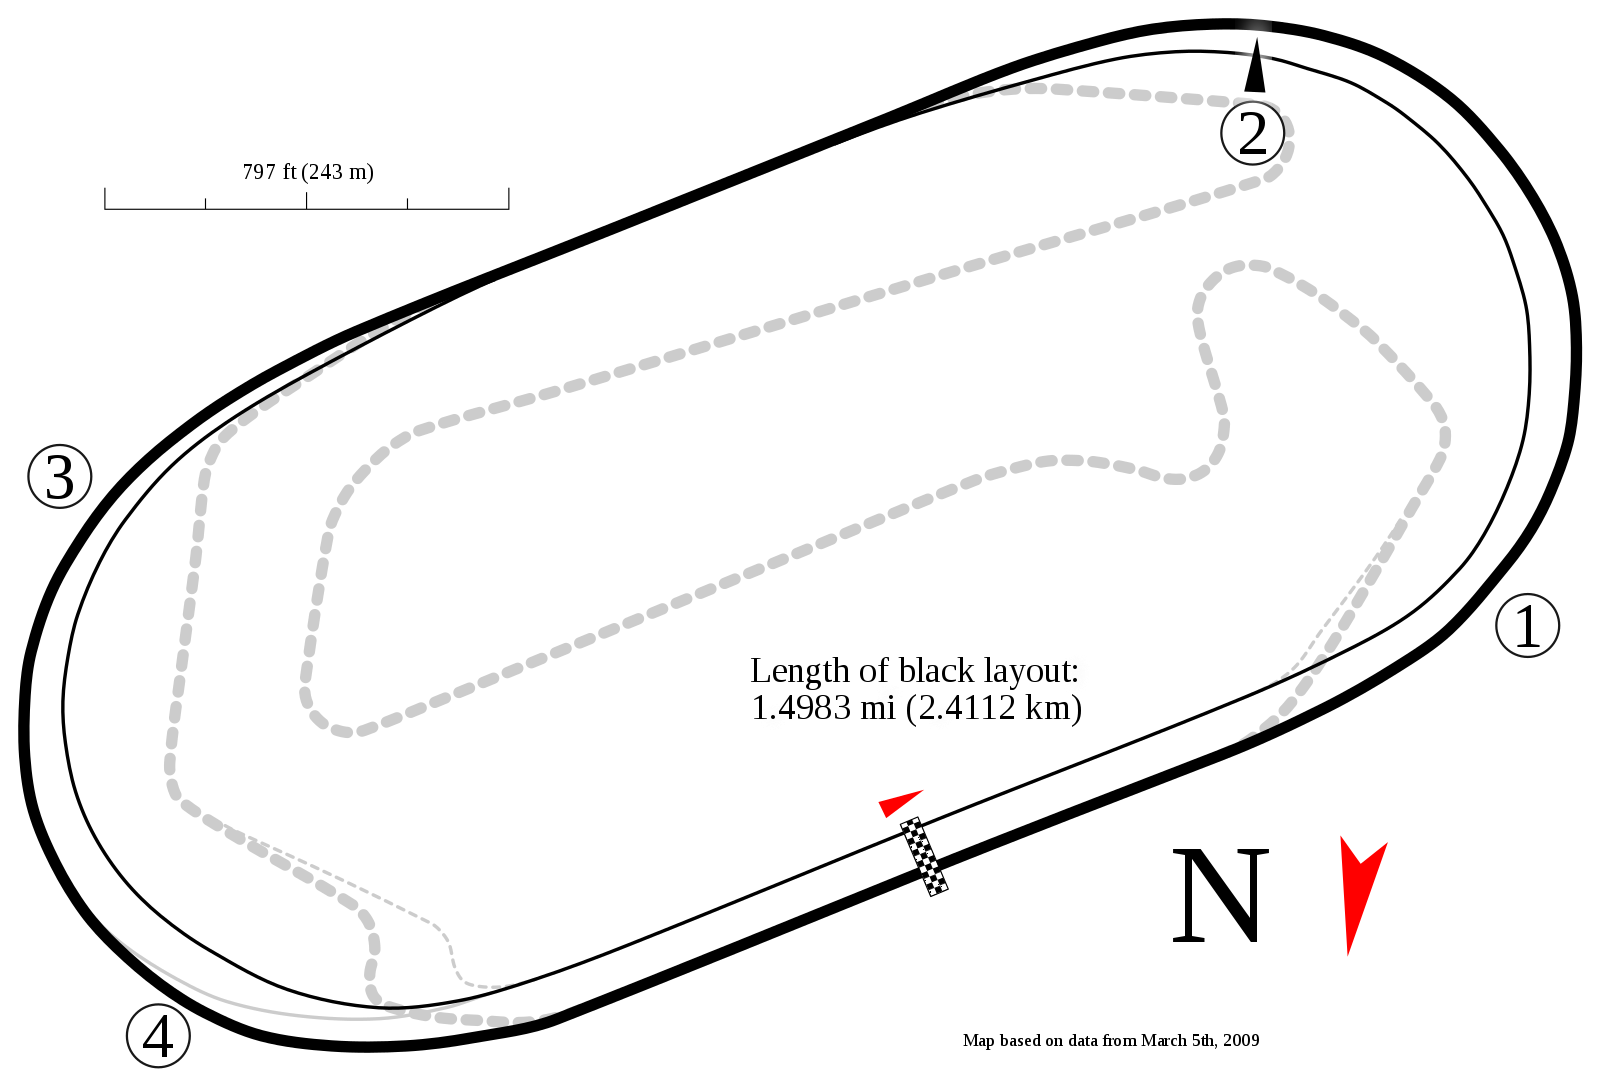 2
797 ft (243 m)
3
1
Length of black layout:
1.4983 mi (2.4112 km)
N
4
Map based on data from March 5th, 2009